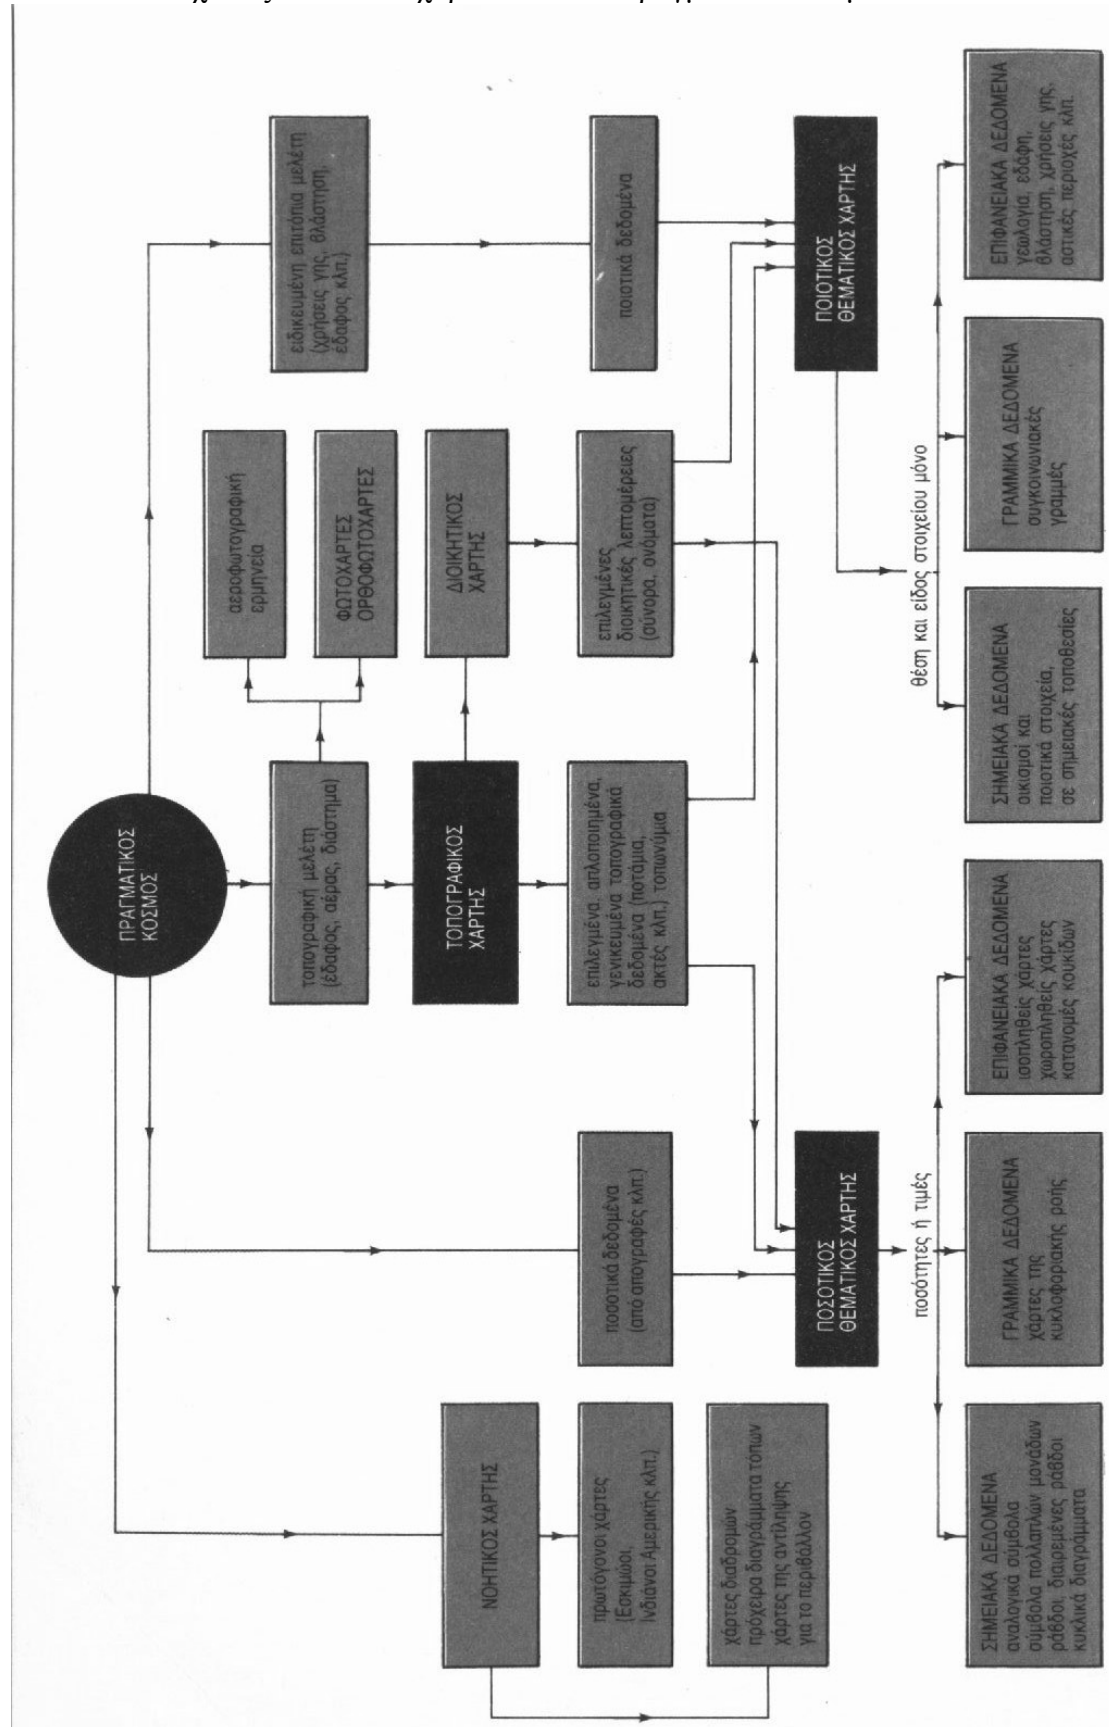 ΠΡΑΓΜΑΤΙΚΟΣ
ΚΟΣΜΟΣ
τοπογραφική μελέτη
(έδαφος, αέρας, διάστημα)
αεροφωτογραφική
ερμηνεία
ΦΩΤΟΧΑΡΤΕΣ
ΟΡΘΟΦΩΤΟΧΑΡΤΕΣ
ειδικευμένη επιτόπια μελέτη
(χρήσεις γης, βλάστηση,
έδαφος κλπ.)
ΝΟΗΤΙΚΟΣ ΧΑΡΤΗΣ
ΤΟΠΟΓΡΑΦΙΚΟΣ
ΧΑΡΤΗΣ
ΔΙΟΙΚΗΤΙΚΟΣ
ΧΑΡΤΗΣ
πρωτόγονοι χάρτες
(Εσκιμώοι,
Ινδιάνοι Αμερικής κλπ.)
ποσοτικά δεδομένα
(από απογραφές κλπ.)
επιλεγμένα, απλοποιημένα,
γενικευμένα τοπογραφικά
δεδομένα (ποτάμια,
ακτές κλπ.) τοπωνύμια
επιλεγμένες
διοικητικές λεπτομέρειες
(σύνορα, ονόματα)
ποιοτικά δεδομένα
χάρτες διαδρομών
πρόχειρα διαγράμματα τόπων
χάρτες της αντίληψης
για το περιβάλλον
ΠΟΣΟΤΙΚΟΣ
ΘΕΜΑΤΙΚΟΣ ΧΑΡΤΗΣ
ΠΟΙΟΤΙΚΟΣ
ΘΕΜΑΤΙΚΟΣ ΧΑΡΤΗΣ
ποσότητες ή τιμές
θέση και είδος στοιχείου μόνο
ΣΗΜΕΙΑΚΑ ΔΕΔΟΜΕΝΑ
αναλογικά σύμβολα
σύμβολα πολλαπλών μονάδων
ράβδοι, διαιρεμένες ράβδοι
κυκλικά διαγράμματα
ΓΡΑΜΜΙΚΑ ΔΕΔΟΜΕΝΑ
χάρτες της
κυκλοφοριακής ροής
ΕΠΙΦΑΝΕΙΑΚΑ ΔΕΔΟΜΕΝΑ
ισοπληθείς χάρτες
χωροπληθείς χάρτες
κατανομές κουκίδων
ΣΗΜΕΙΑΚΑ ΔΕΔΟΜΕΝΑ
οικισμοί και
ποιοτικά στοιχεία,
σε σημειακές τοποθεσίες
ΓΡΑΜΜΙΚΑ ΔΕΔΟΜΕΝΑ
συγκοινωνιακές
γραμμές
ΕΠΙΦΑΝΕΙΑΚΑ ΔΕΔΟΜΕΝΑ
γεωλογία, εδάφη,
βλάστηση, χρήσεις γης,
αστικές περιοχές κλπ.